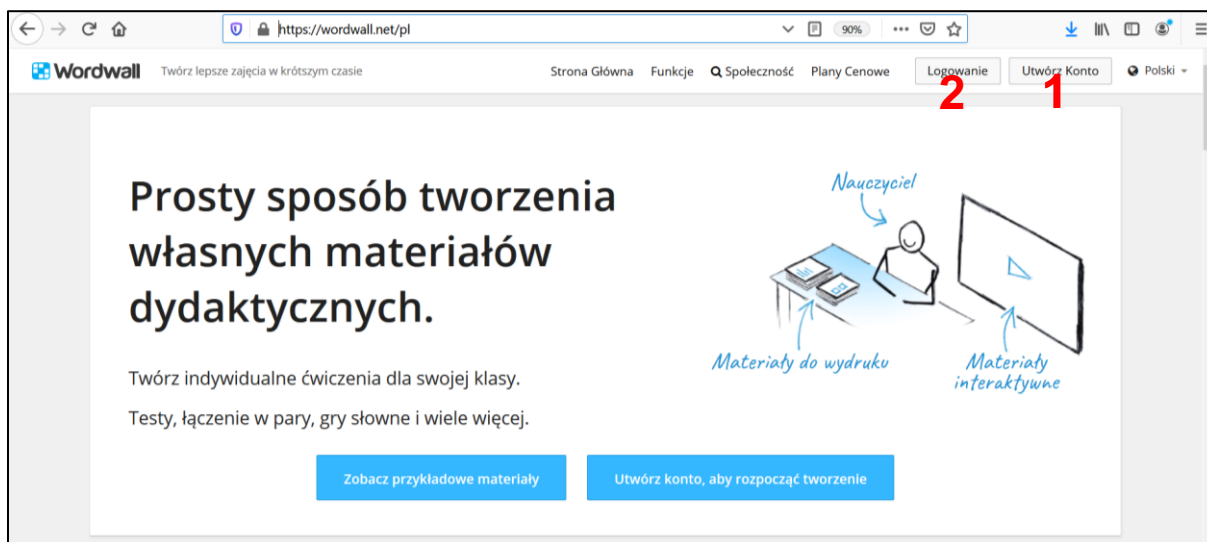 https://wordwall.net/pl
90%
Wordwall Twórz lepsze zajęcia w krótszym czasie Strona Główna Funkcje Społeczność Plany Cenowe Logowanie Utwórz Konto Polski
2 1
Prosty sposób tworzenia
własnych materiałów
dydaktycznych.
Twórz indywidualne ćwiczenia dla swojej klasy.
Testy, łączenie w pary, gry słowne i wiele więcej.
Nauczyciel
Materiały do wydruku
Materiały
interaktywne
Zobacz przykładowe materiały
Utwórz konto, aby rozpocząć tworzenie